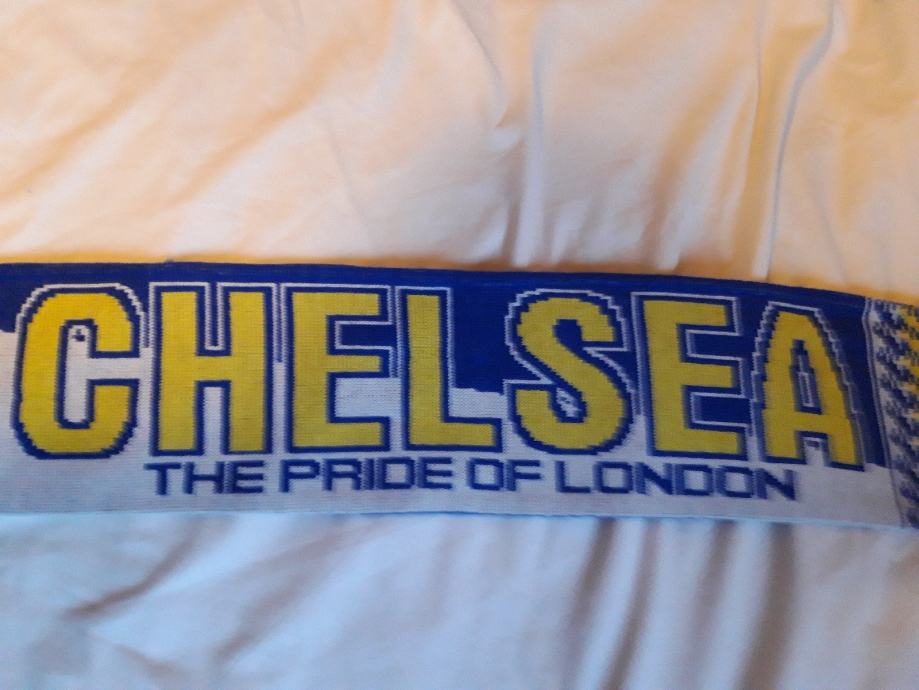 CHELSEA
THE PRIDE OF LONDON